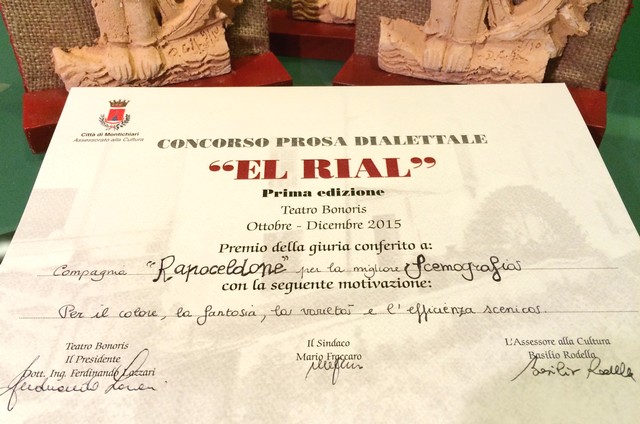 Città di Montichiari
Assessorato alla Cultura
CONCORSO PROSA DIALETTALE
“EL RIAL”
Prima edizione
Teatro Bonoris
Ottobre - Dicembre 2015
Premio della giuria conferito a:
Compagnia "Rapoceldone" per la migliore Scenografia
con la seguente motivazione:
Per il colore, la fantasia, la varietà e l'efficienza scenica.
Teatro Bonoris
Il Presidente
Dott. Ing. Ferdinando Lazzari
Il Sindaco
Mario Fraccaro
L'Assessore alla Cultura
Basilio Rodella
Basilio Rodella